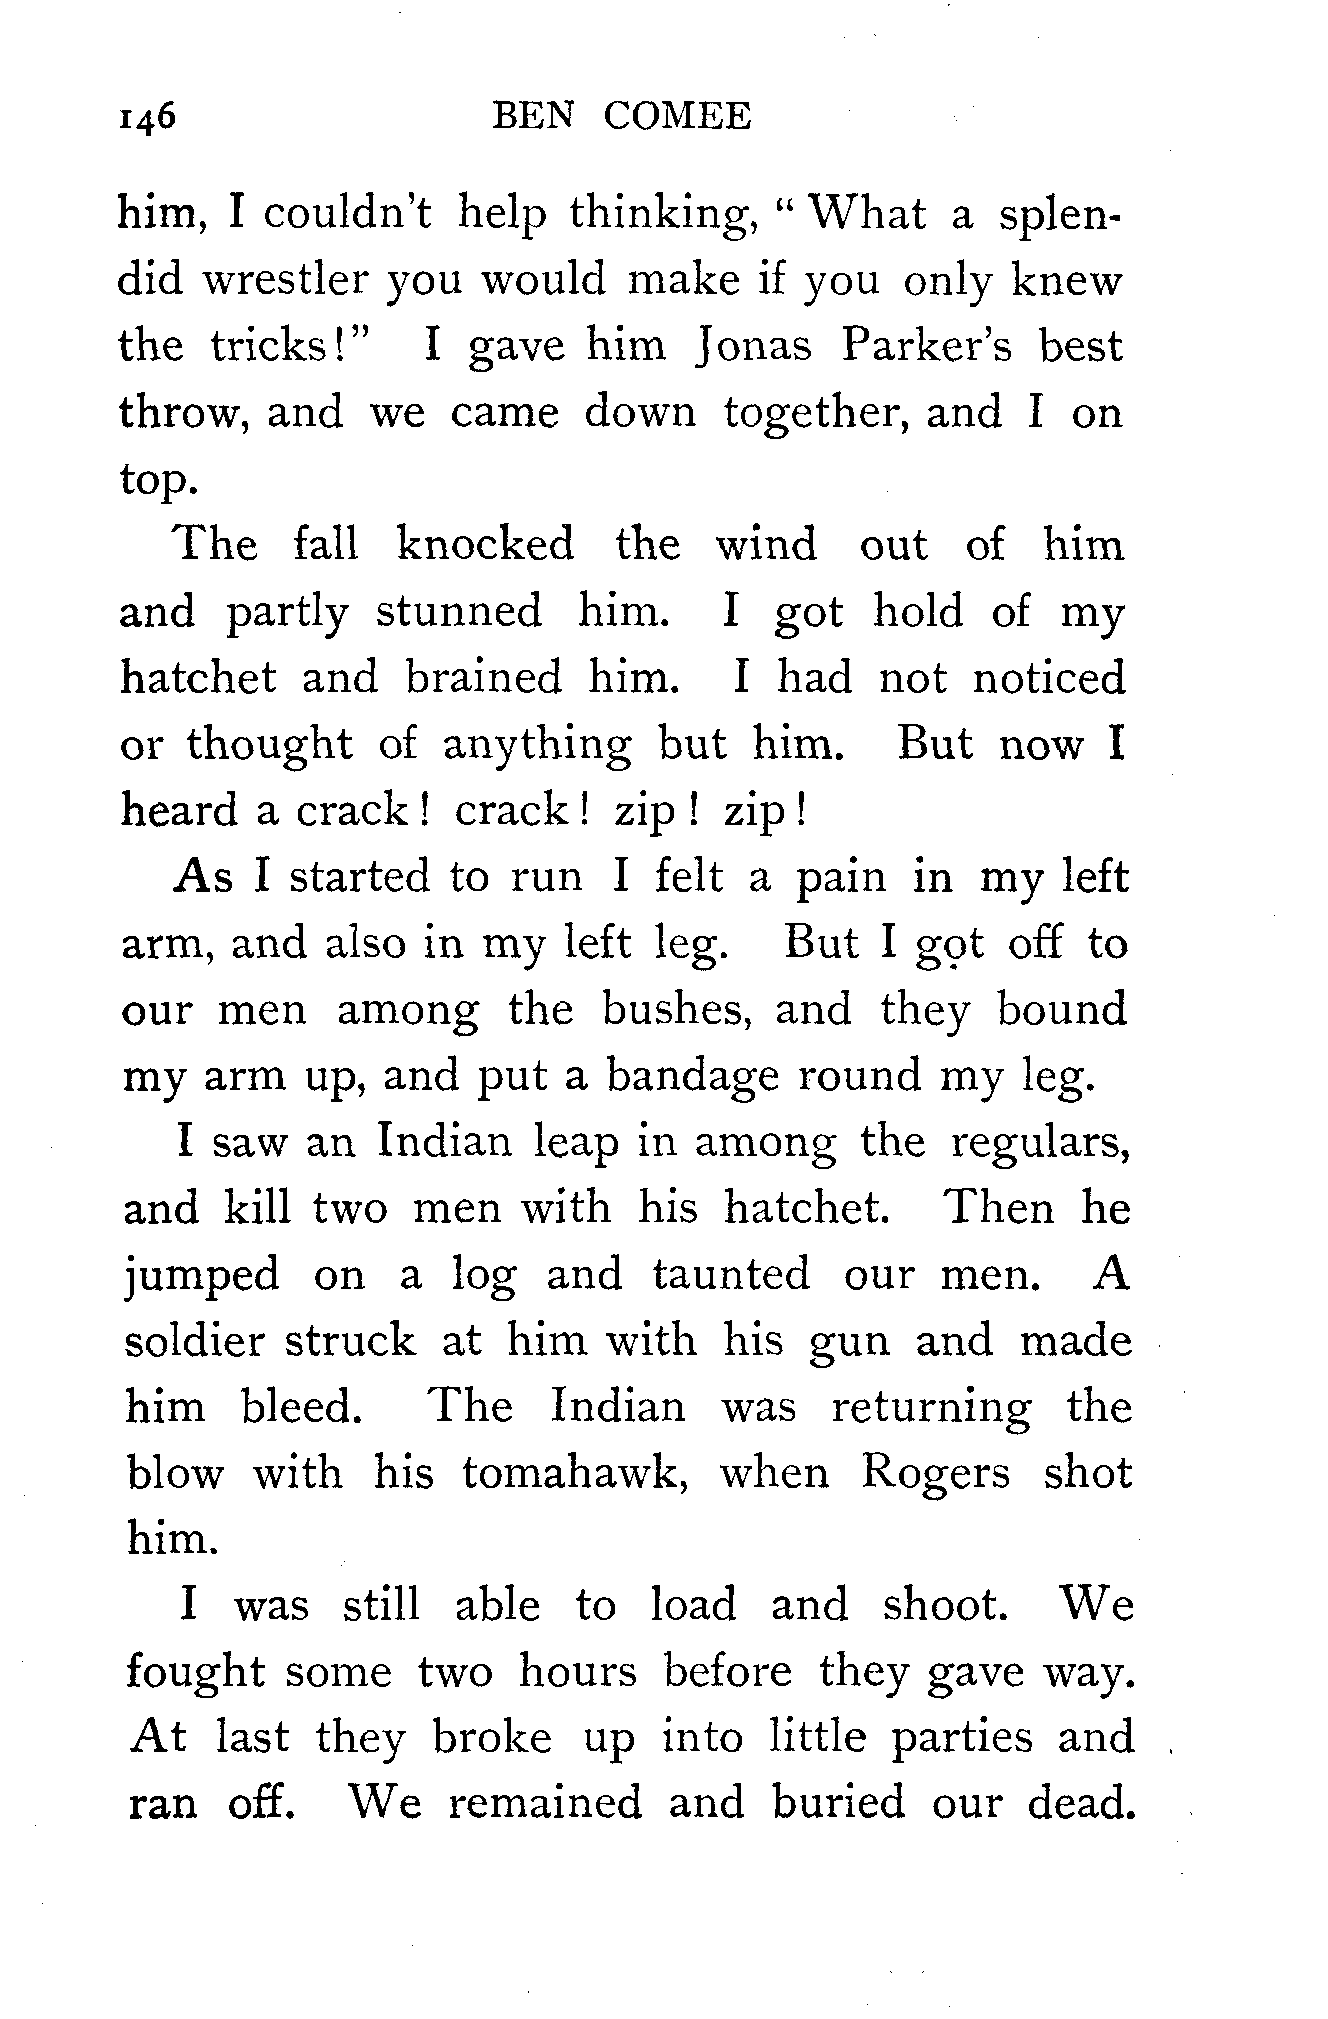 146 BEN COMEE
him, I couldn't help thinking, “ What a splen-
did wrestler you would make if you only knew
the tricks!” I gave him Jonas Parker's best
throw, and we came down together, and I on
top.
The fall knocked the wind out of him
and partly stunned him. I got hold of my
hatchet and brained him. I had not noticed
or thought of anything but him. But now I
heard a crack! crack! zip! zip!
As I started to run I felt a pain in my left
arm, and also in my left leg. But I got off to
our men among the bushes, and they bound
my arm up, and put a bandage round my leg.
I saw an Indian leap in among the regulars,
and kill two men with his hatchet. Then he
jumped on a log and taunted our men. A
soldier struck at him with his gun and made
him bleed. The Indian was returning the
blow with his tomahawk, when Rogers shot
him.
I was still able to load and shoot. We
fought some two hours before they gave way.
At last they broke up into little parties and
ran off. We remained and buried our dead.